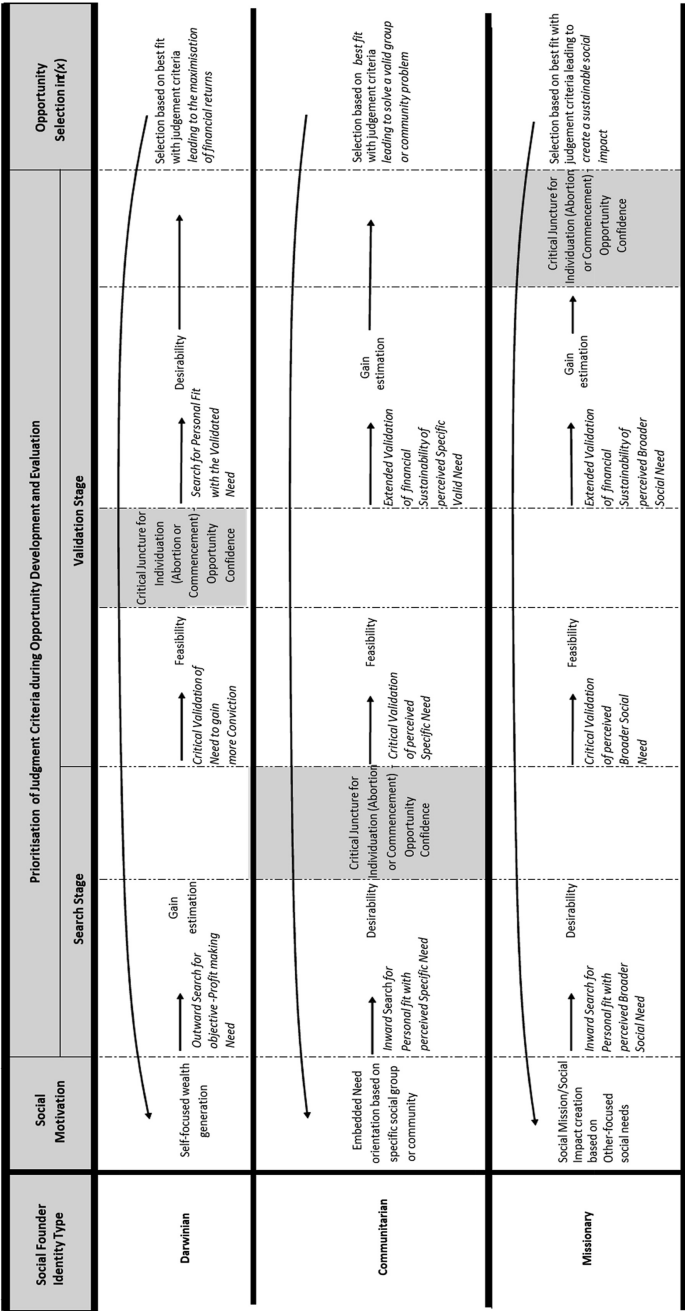 Social Founder
Identity Type
Social
Motivation
Prioritisation of Judgment Criteria during Opportunity Development and Evaluation
Search Stage
Validation Stage
Opportunity
Darwinian
Self-focused wealth
generation
Outward Search for
objective -Profit making
Need
Gain
estimation
Critical Validation of
Need to gain
more Conviction
Feasibility
Critical Juncture for
Individuation
(Abortion or
Commencement) -
Opportunity
Confidence
Search for Personal Fit
with the Validated
Need
Desirability
Selection based on best fit
with judgement criteria
leading to the maximisation
of financial returns
Communitarian
Embedded Need
orientation based on
specific social group
or community
Inward Search for
Personal fit with
perceived Specific Need
Desirability
Critical Juncture for
Individuation (Abortion
or Commencement) -
Opportunity
Confidence
Critical Validation
of perceived
Specific Need
Feasibility
Extended Validation
of financial
Sustainability of
perceived Specific
Valid Need
Gain
estimation
Selection based on best fit
with judgement criteria
leading to solve a valid group
or community problem
Missionary
Social Mission/Social
Impact creation
based on
Other-focused
social needs
Inward Search for
Personal fit with
perceived Broader
Social Need
Desirability
Critical Validation
of perceived
Broader Social
Need
Feasibility
Extended Validation
of financial
Sustainability of
perceived Broader
Social Need
Gain
estimation
Critical Juncture for
Individuation (Abortion
or Commencement) -
Opportunity
Confidence
Selection based on best fit with
judgement criteria leading to
create a sustainable social
impact